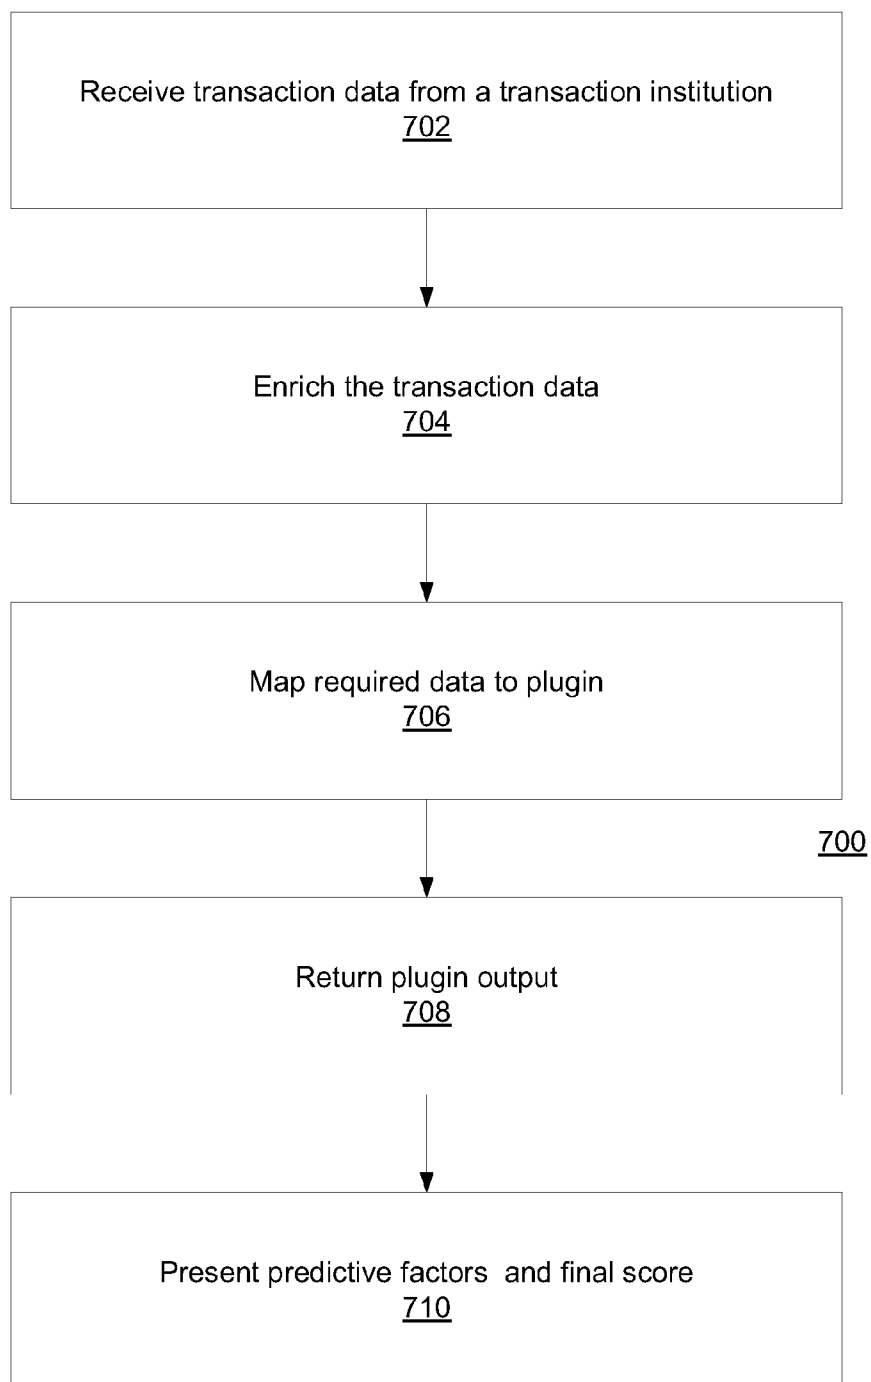 Receive transaction data from a transaction institution
702
Enrich the transaction data
704
Map required data to plugin
706
700
Return plugin output
708
Present predictive factors and final score
710